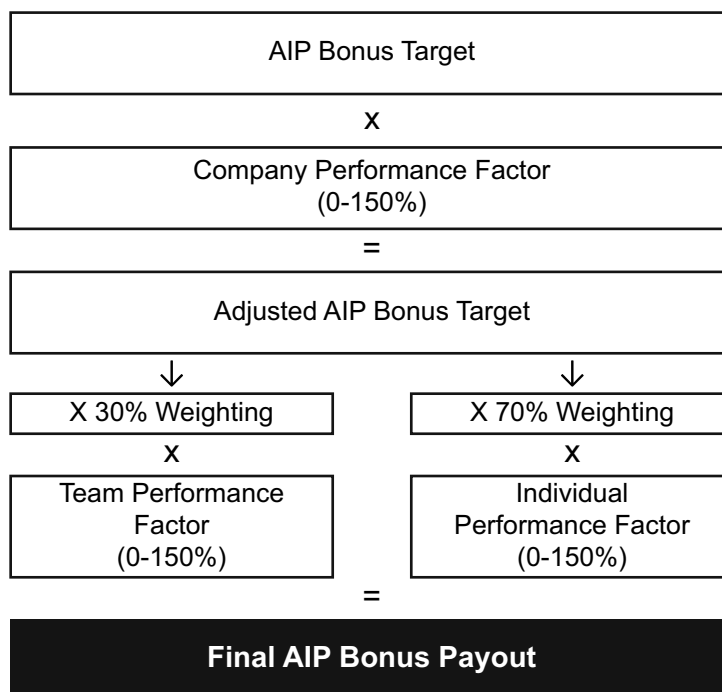 AIP Bonus Target
x
Company Performance Factor
(0-150%)
=
Adjusted AIP Bonus Target
X 30% Weighting
x
Team Performance
Factor
(0-150%)
X 70% Weighting
x
Individual
Performance Factor
(0-150%)
=
Final AIP Bonus Payout